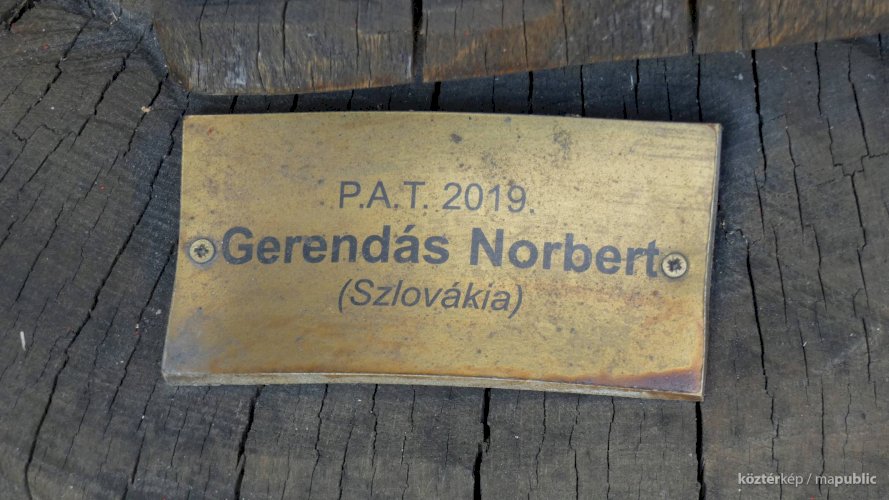 P.A.T. 2019.
Gerendás Norbert
(Szlovákia)
köztérkép / mapublic